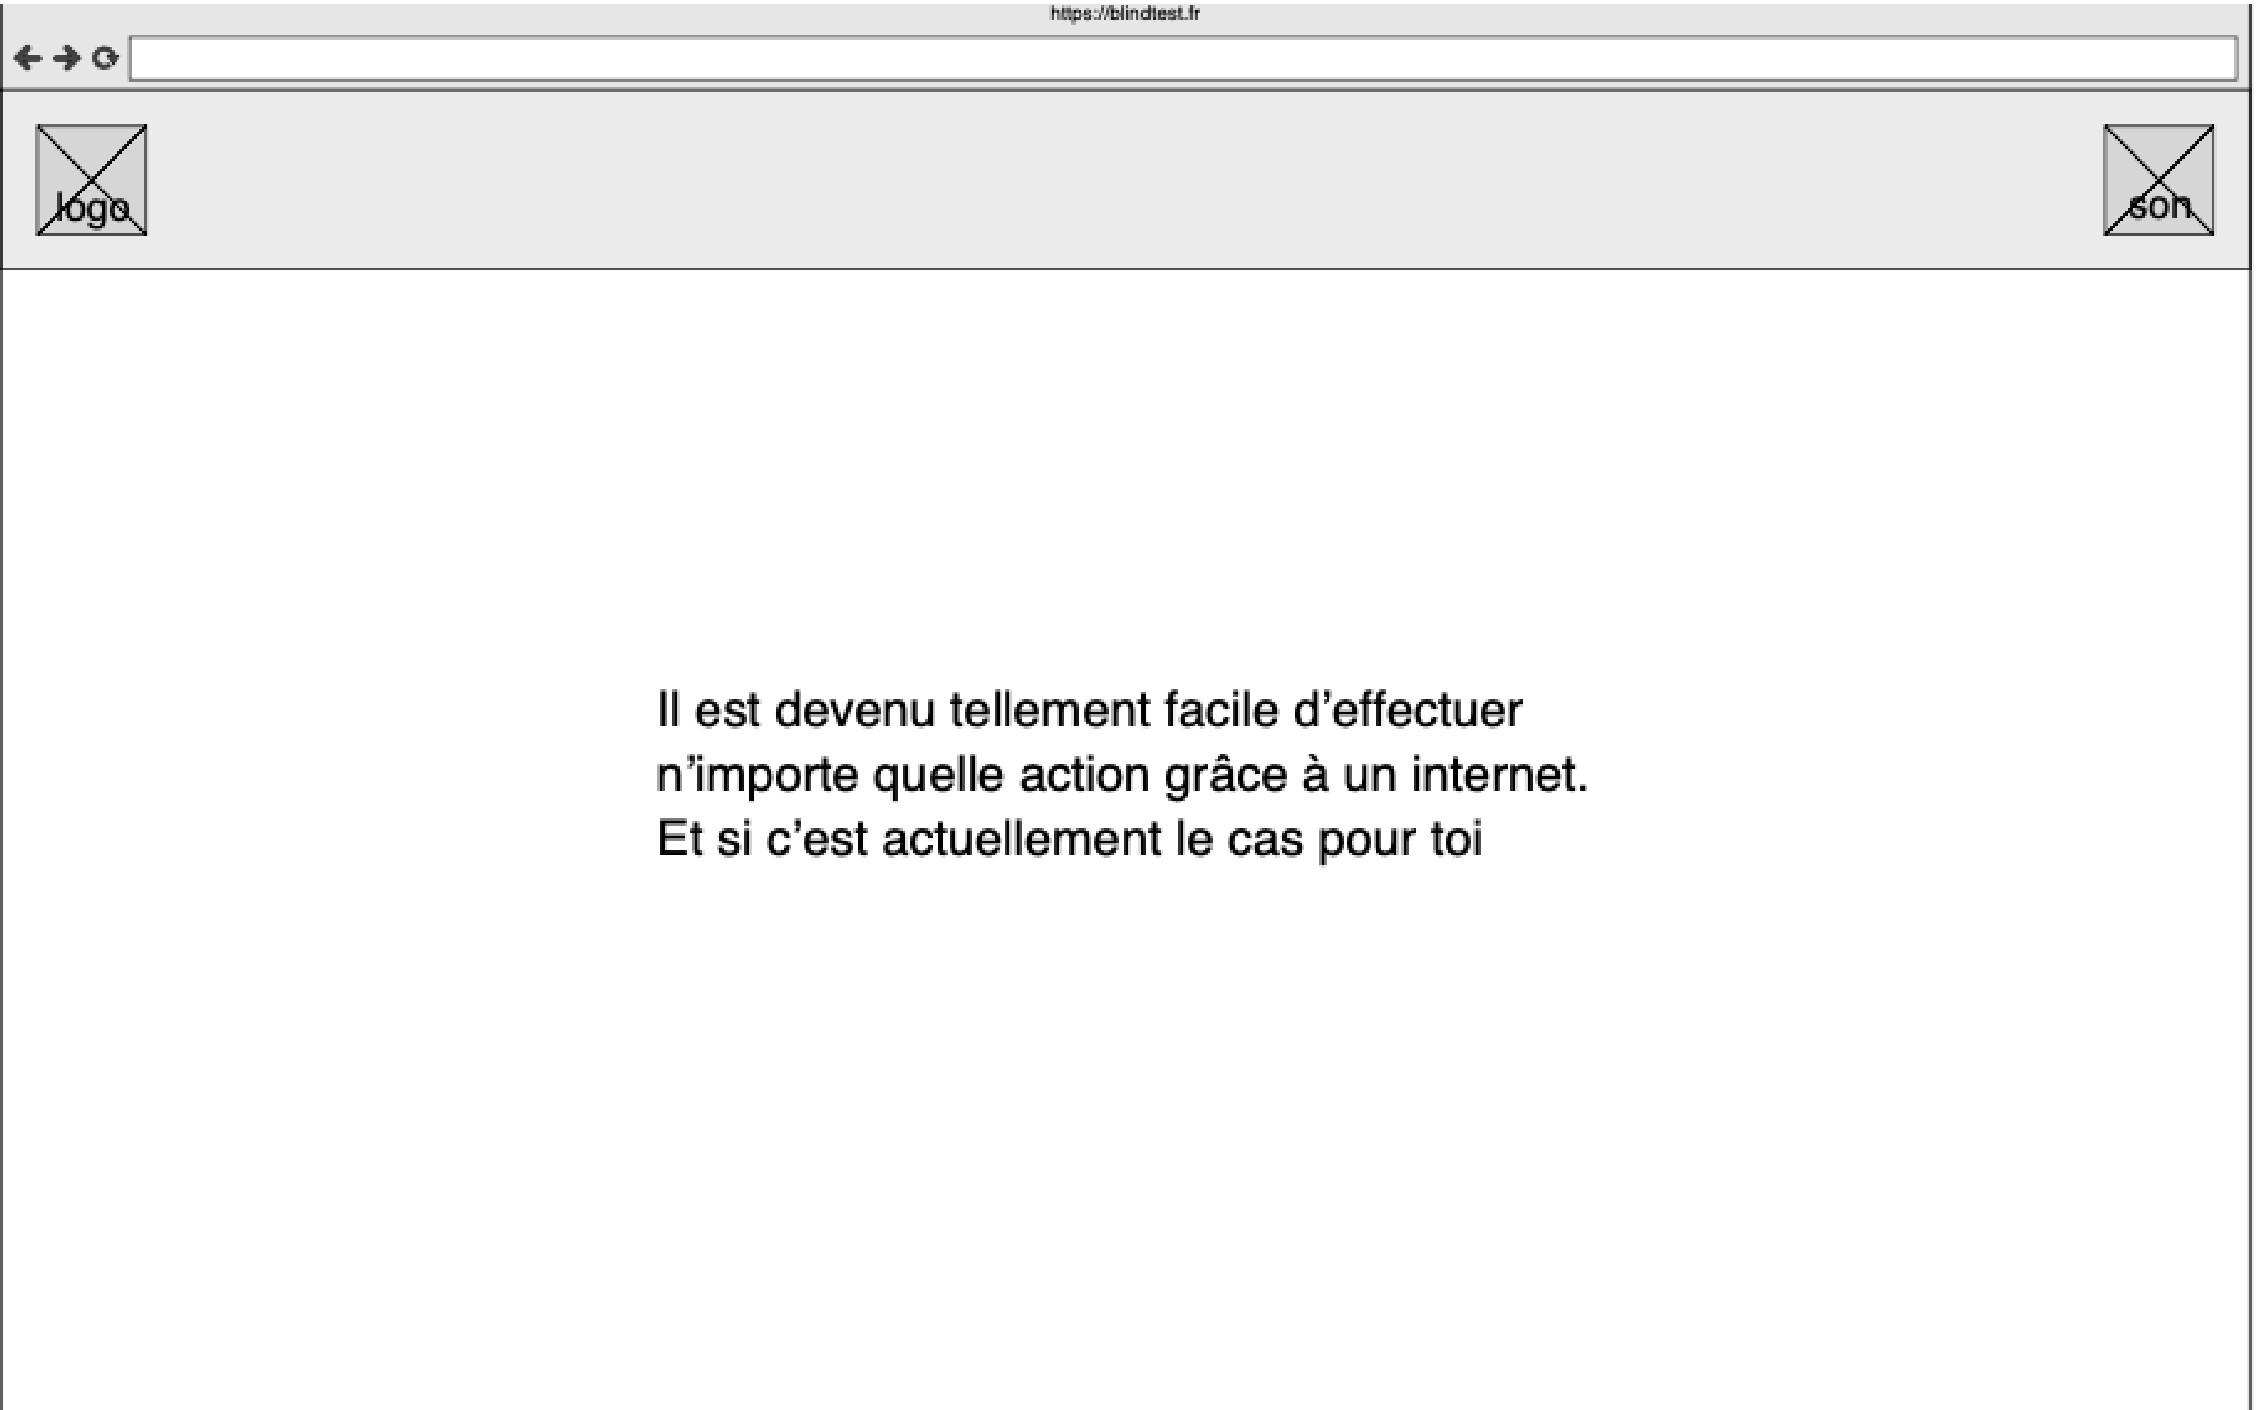 https://blindtest.fr
logo
son
Il est devenu tellement facile d’effectuer
n’importe quelle action grâce à un internet.
Et si c’est actuellement le cas pour toi